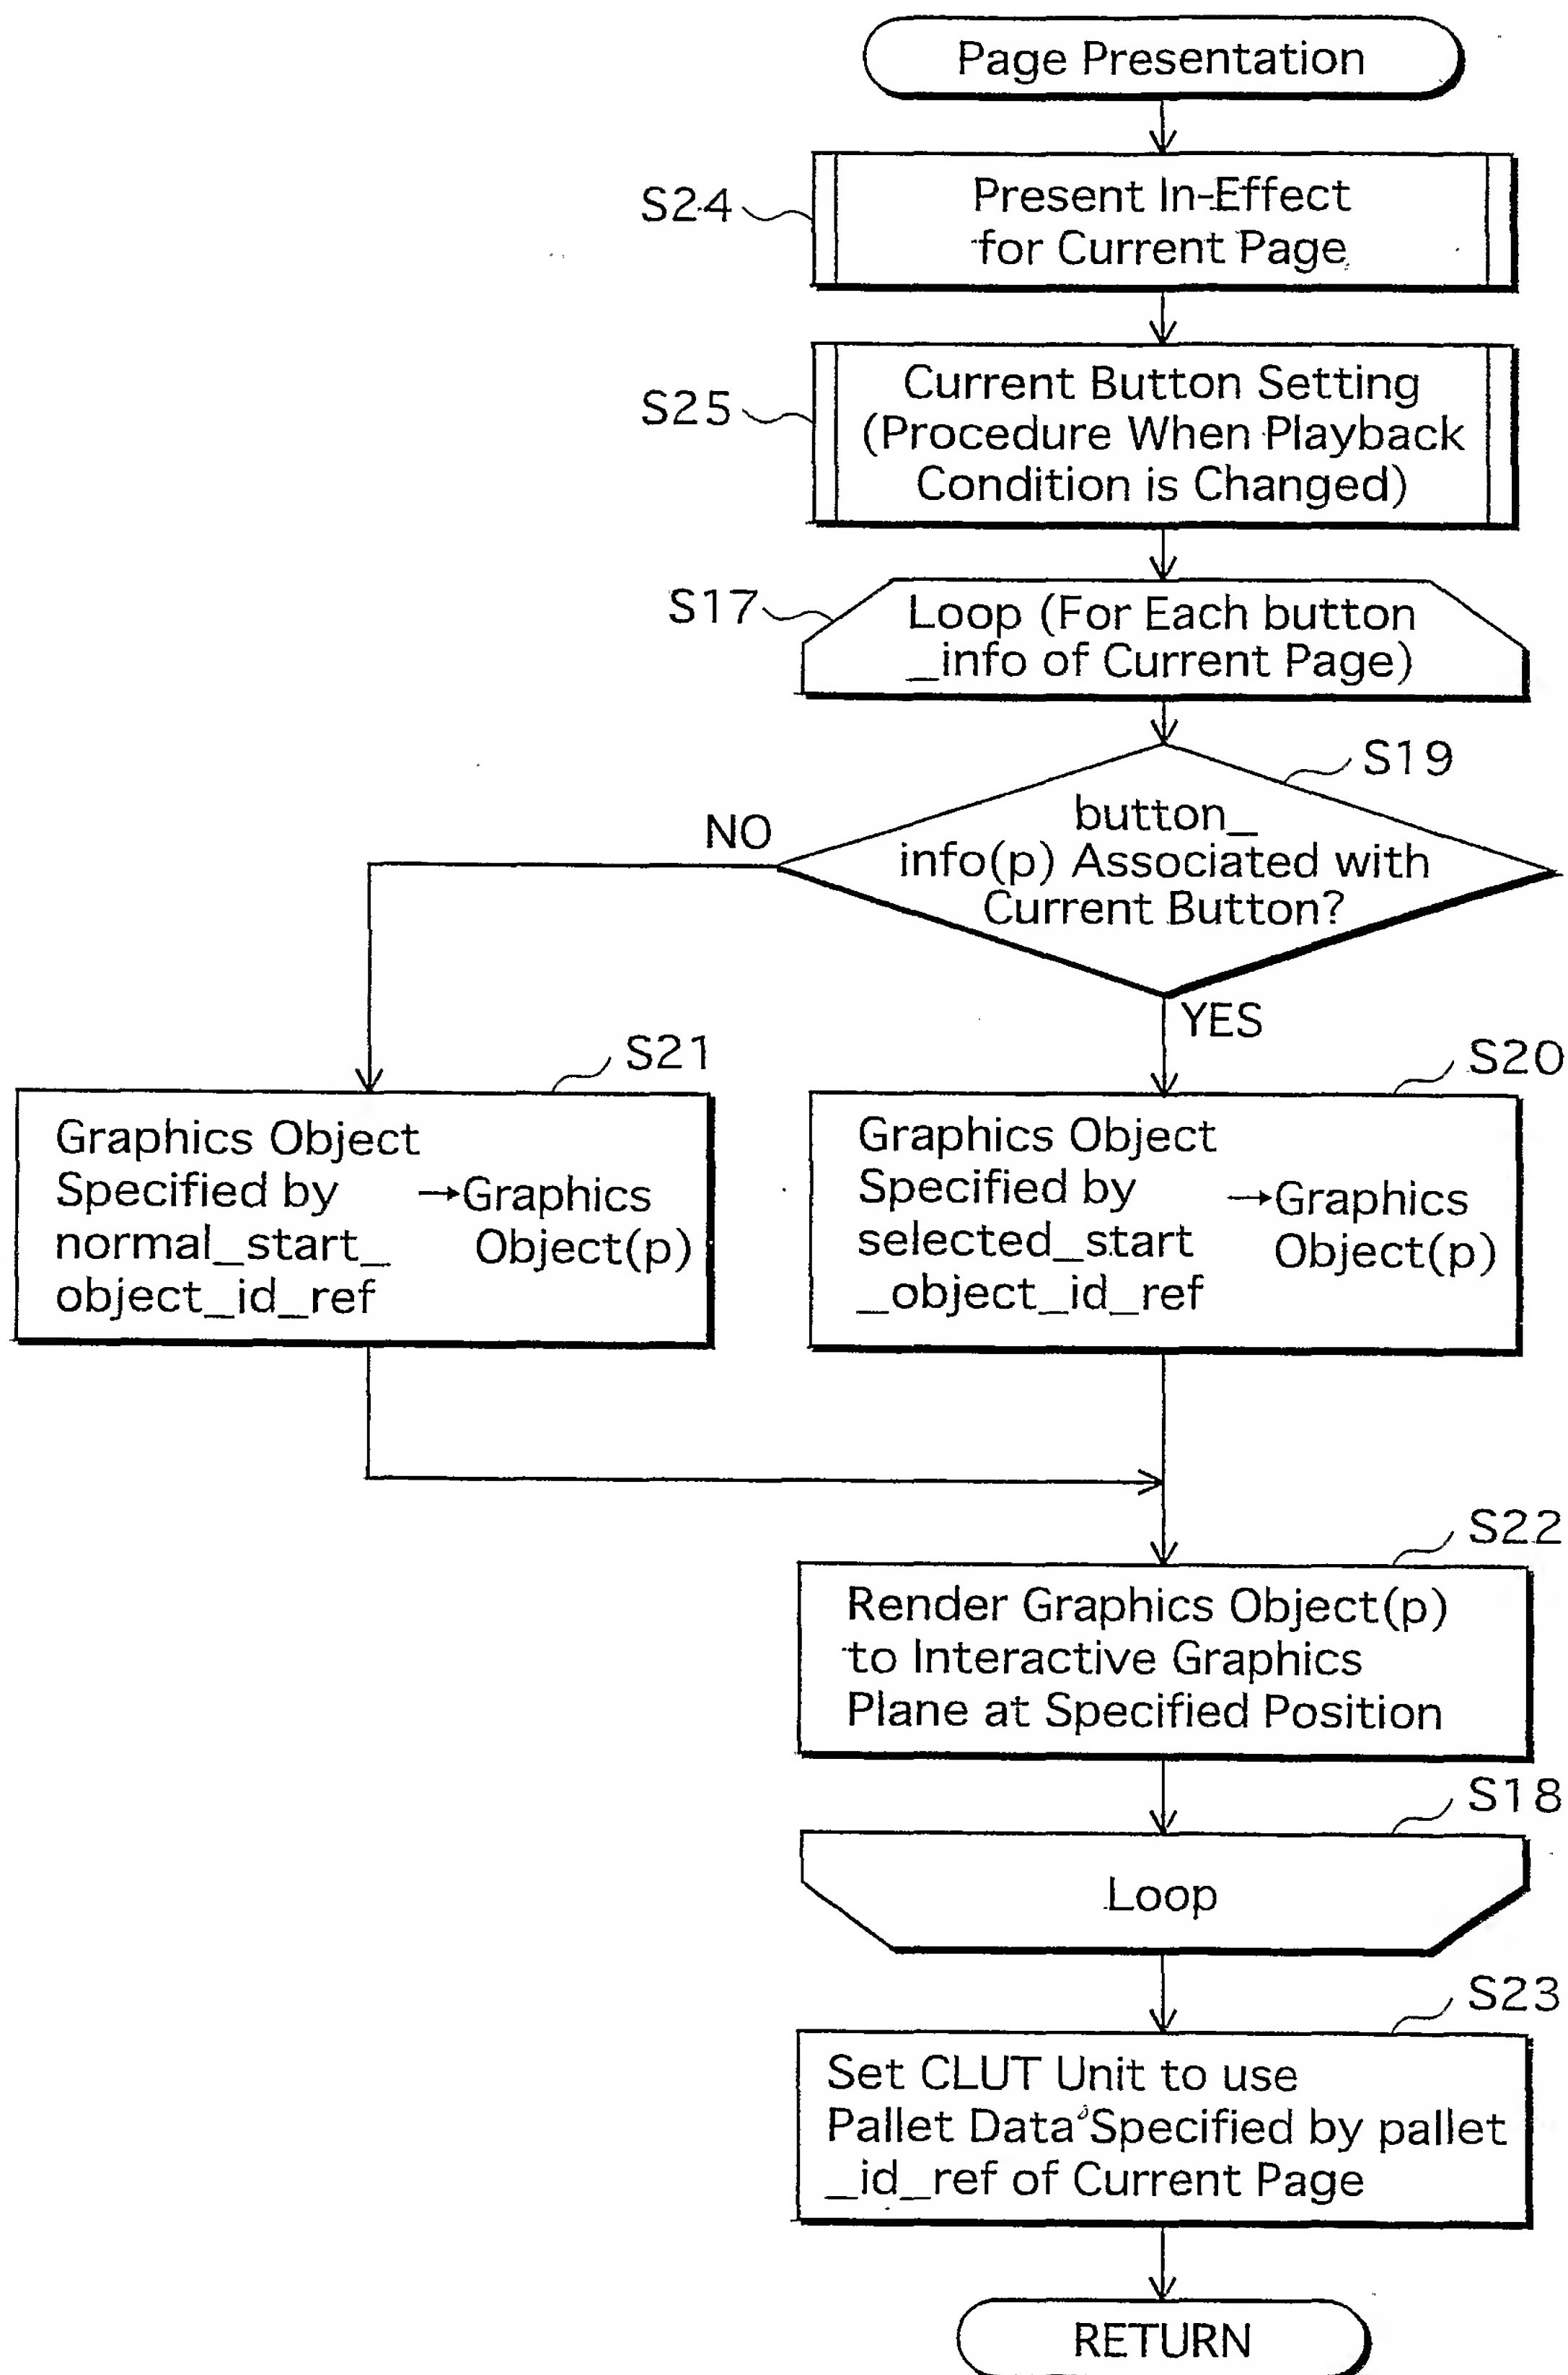 Page Presentation
S24
Present In-Effect
for Current Page
S25
Current Button Setting
(Procedure When Playback
Condition is Changed)
S17
Loop (For Each button
_info of Current Page)
S19
button_
info(p) Associated with
Current Button?
NO
YES
S21
Graphics Object
Specified by
normal_start_
object_id_ref
→Graphics
Object(p)
S20
Graphics Object
Specified by
selected_start
_object_id_ref
→Graphics
Object(p)
S22
Render Graphics Object(p)
to Interactive Graphics
Plane at Specified Position
S18
Loop
S23
Set CLUT Unit to use
Pallet Data Specified by pallet
_id_ref of Current Page
RETURN